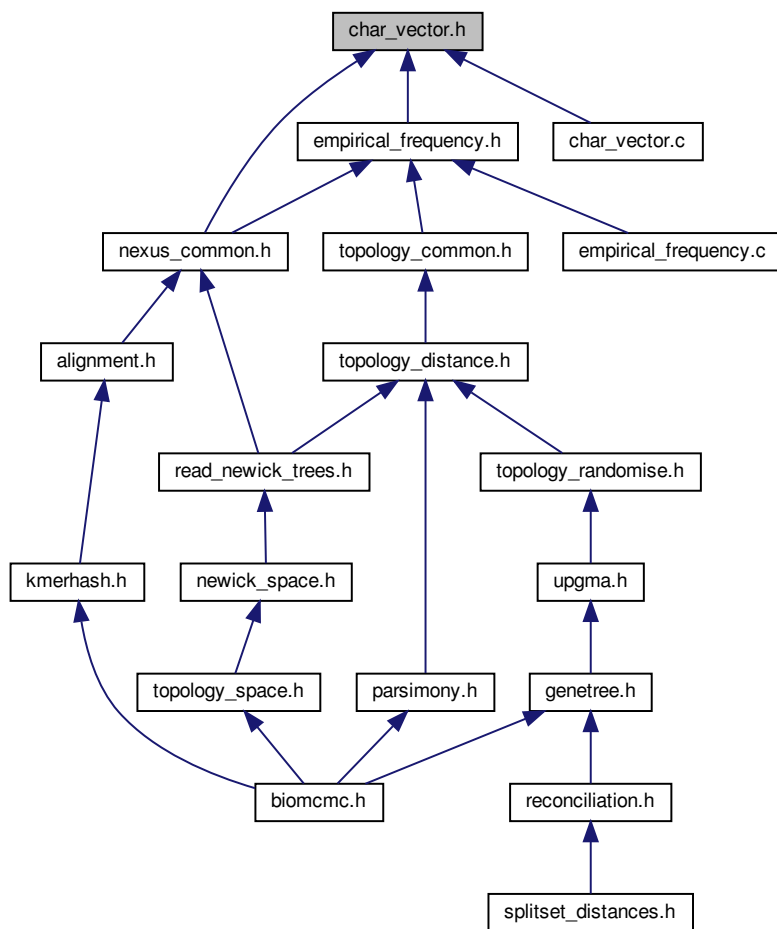 char_vector.h
empirical_frequency.h
char_vector.c
nexus_common.h
topology_common.h
empirical_frequency.c
alignment.h
topology_distance.h
read_newick_trees.h
topology_randomise.h
kmerhash.h
newick_space.h
upgma.h
topology_space.h
parsimony.h
genetree.h
biomcmc.h
reconciliation.h
splitset_distances.h